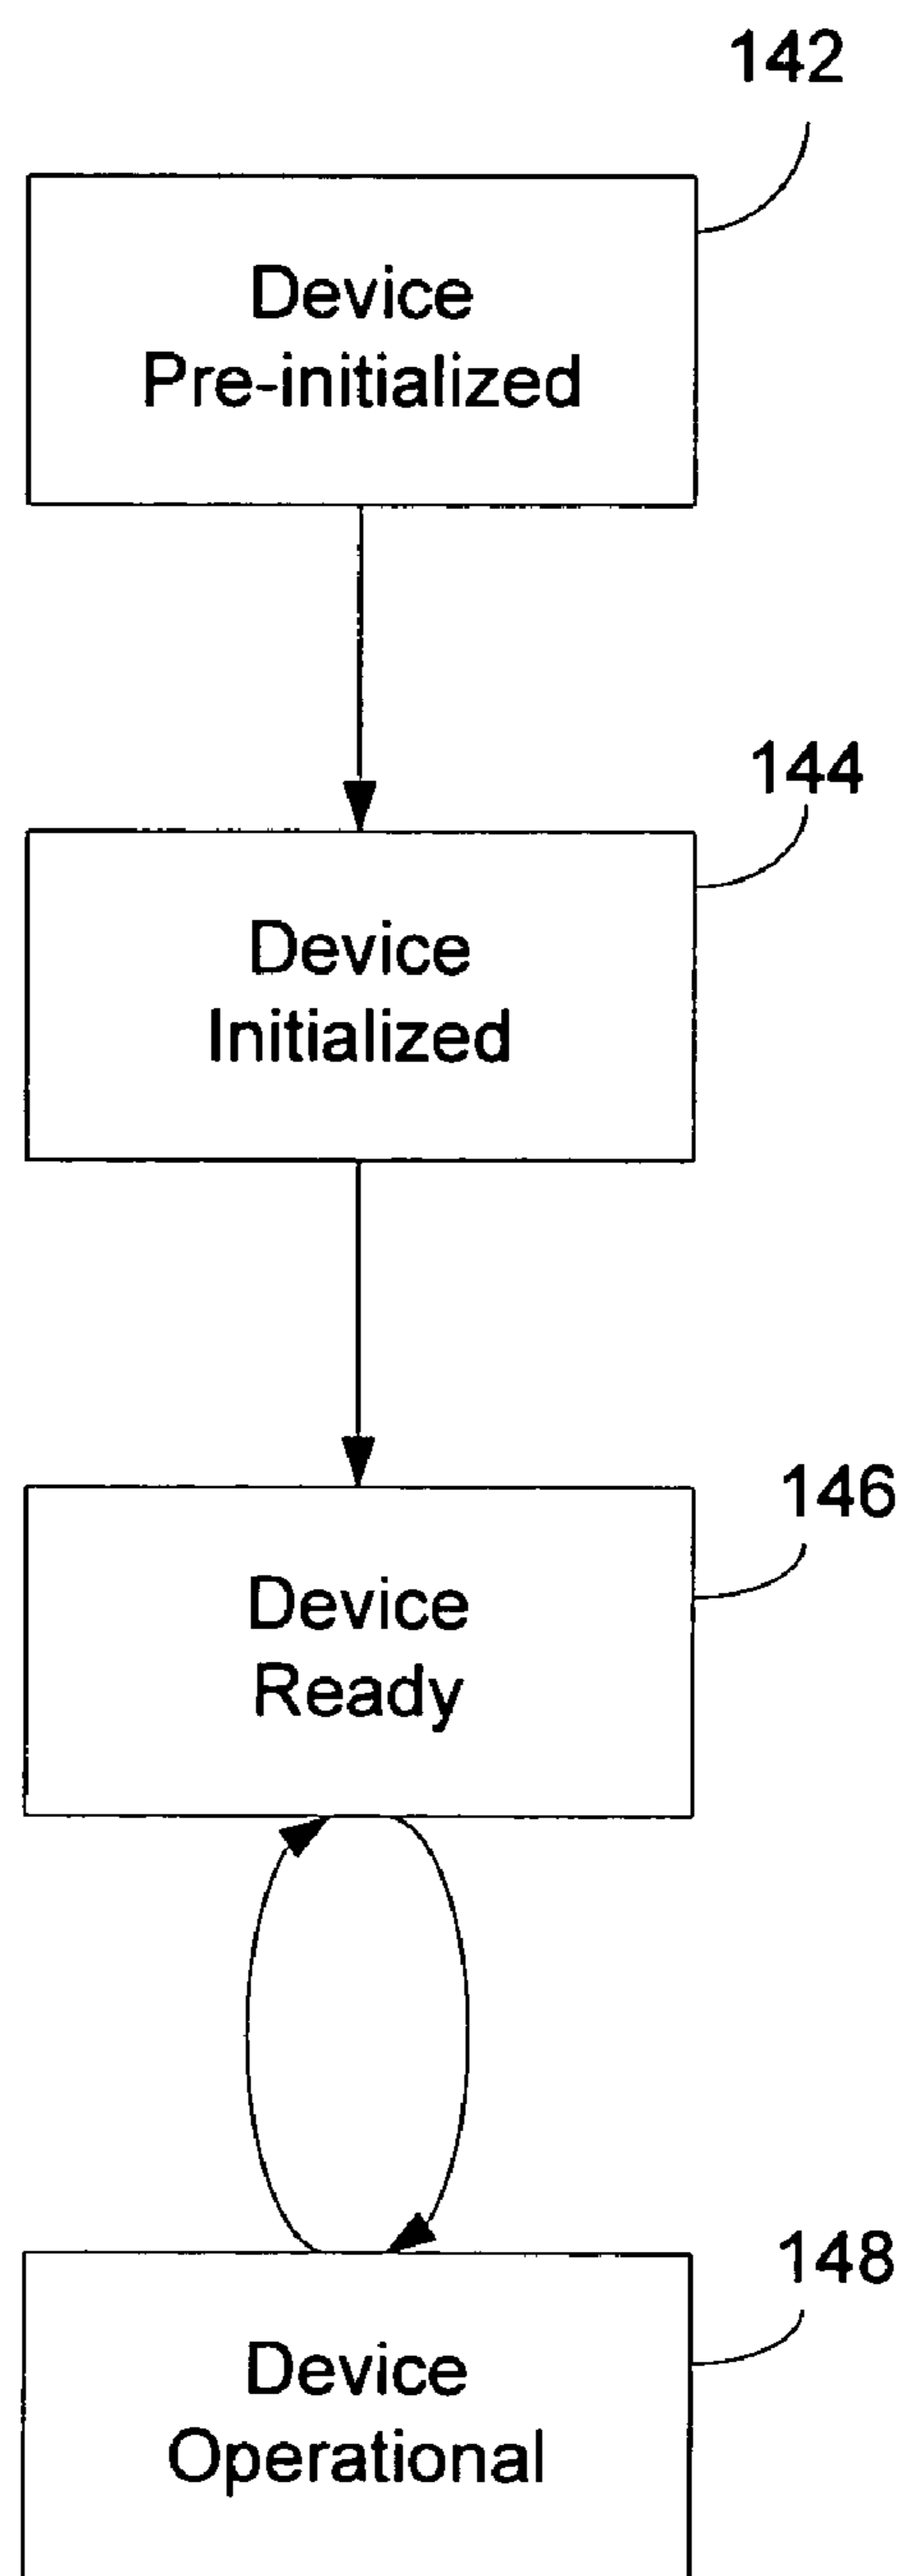 142
Device
Pre-initialized
144
Device
Initialized
146
Device
Ready
148
Device
Operational